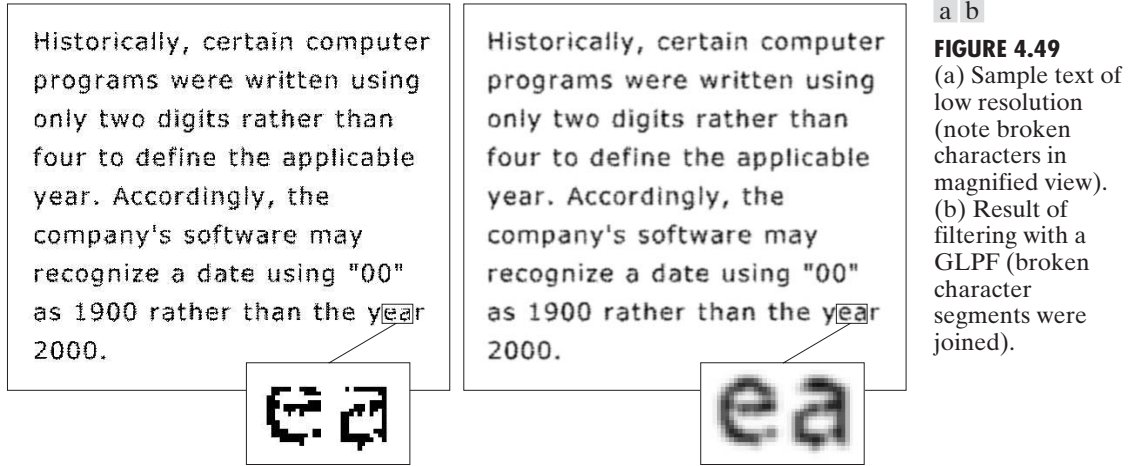 Historically, certain computer
programs were written using
only two digits rather than
four to define the applicable
year. Accordingly, the
company's software may
recognize a date using "00"
as 1900 rather than the year
2000.
e a
Historically, certain computer
programs were written using
only two digits rather than
four to define the applicable
year. Accordingly, the
company's software may
recognize a date using "00"
as 1900 rather than the year
2000.
e a
a b
FIGURE 4.49
(a) Sample text of
low resolution
(note broken
characters in
magnified view).
(b) Result of
filtering with a
GLPF (broken
character
segments were
joined).